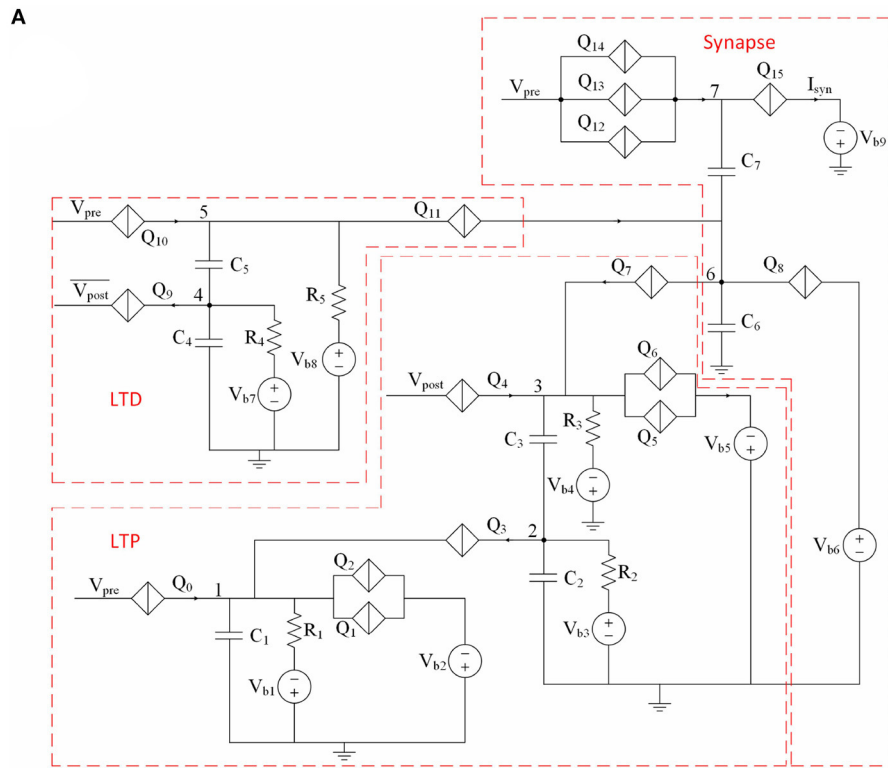 A
Synapse
Q14
Vpre
Q13
Q12
7
Q15
Isyn
− +
Vb9
C7
Vpre
Q10
5
Q11
C5
Vpost
Q9
4
R5
C4
R4
Vb8
+ −
Vb7
+ −
LTD
Q7
6
Q8
C6
Vpost
Q4
3
Q6
Q5
C3
R3
Vb5
− +
Vb4
− +
LTP
Q3
2
Vb6
+ −
Vpre
Q0
1
Q2
Q1
C2
R2
C1
R1
Vb3
+ −
Vb2
− +
Vb1
− +